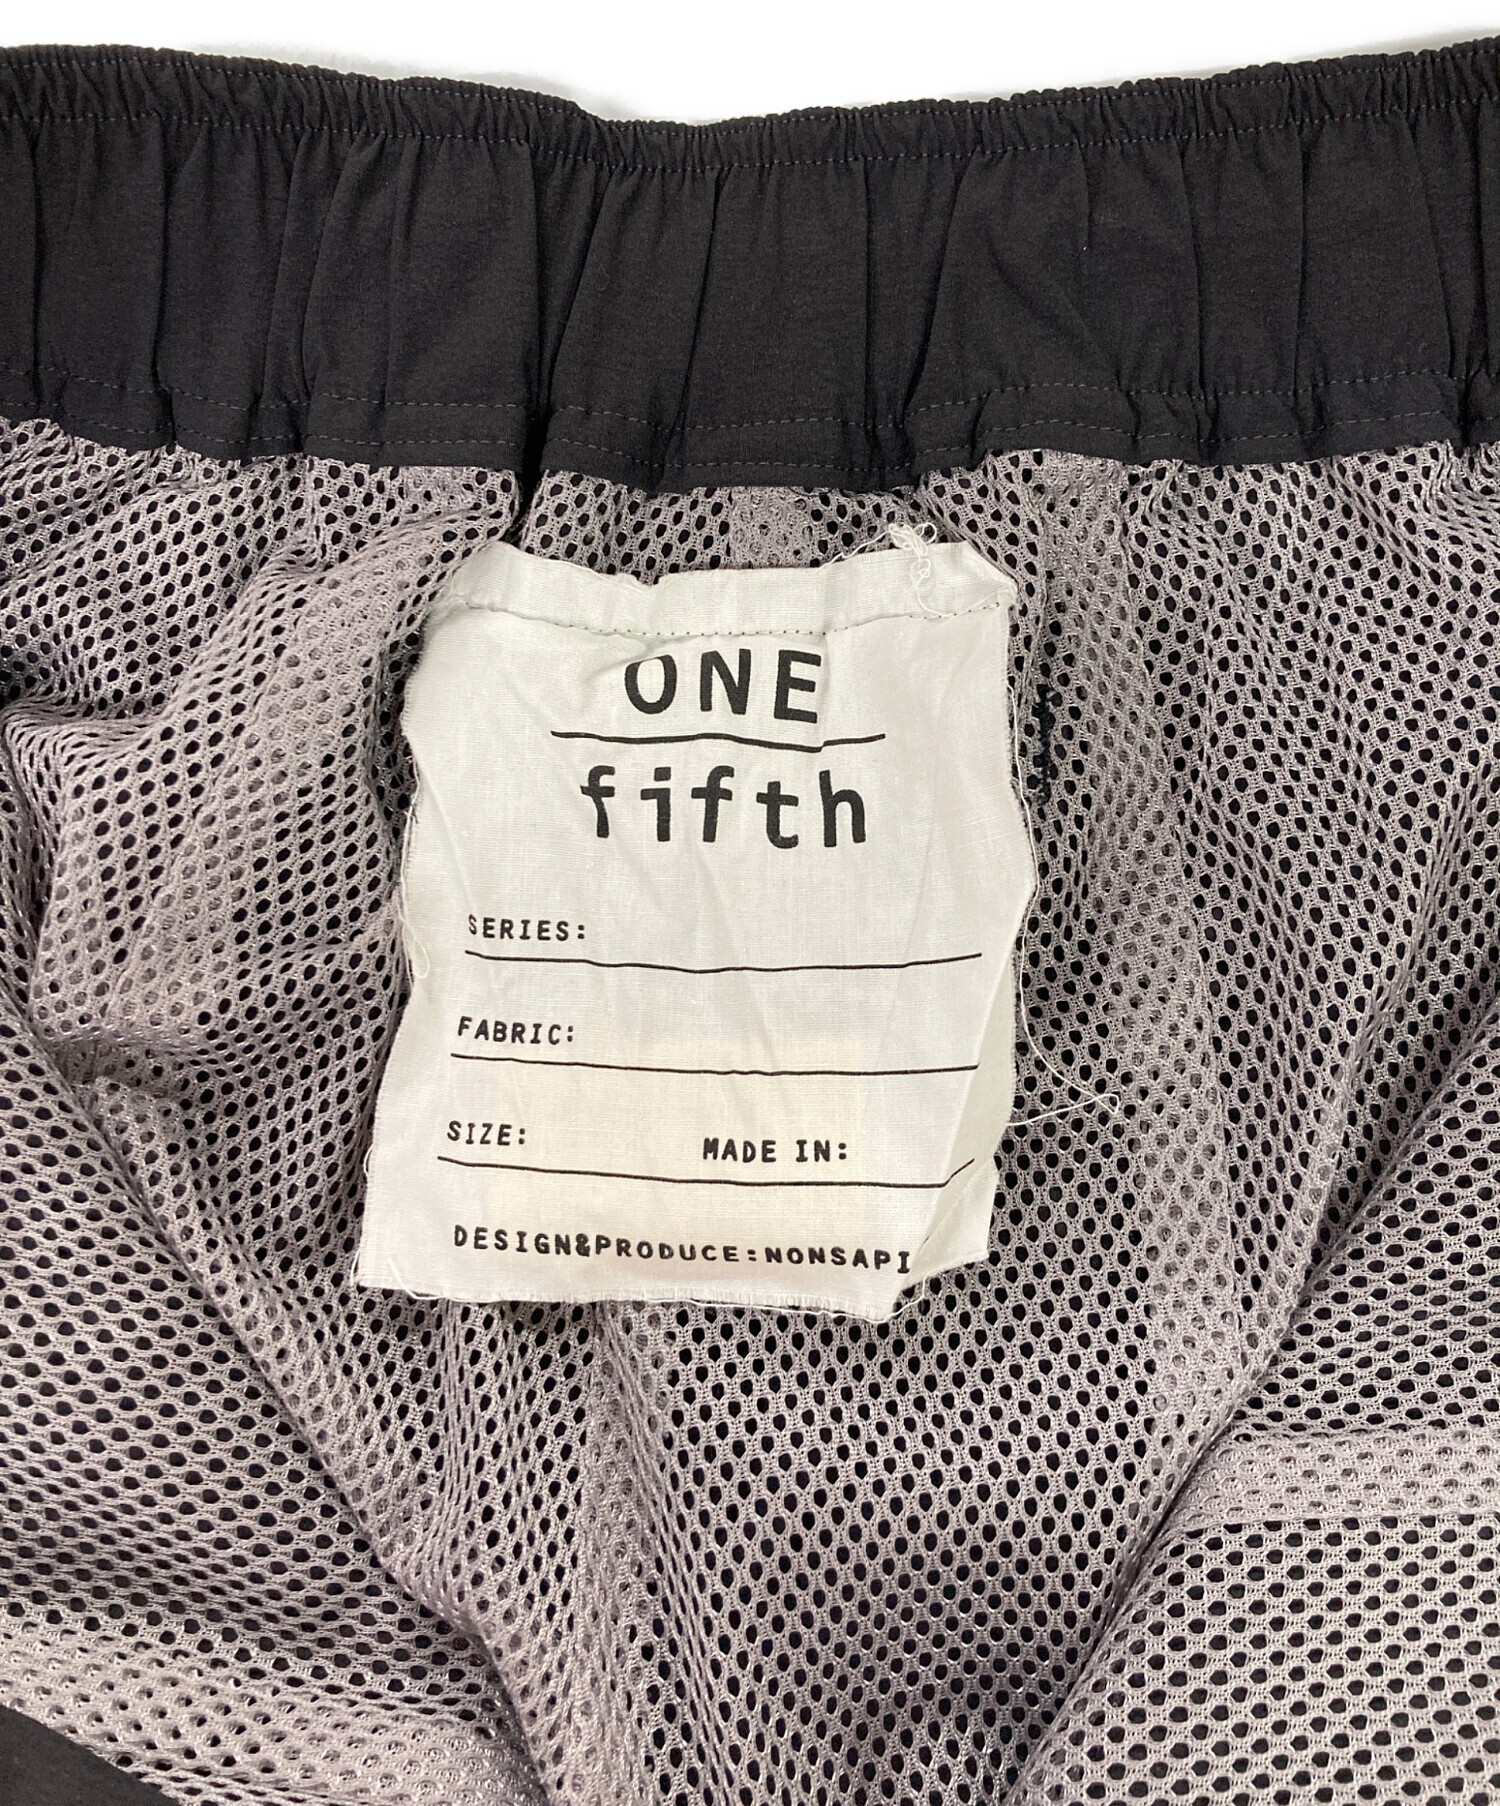 ONE
fifth
SERIES:
FABRIC:
SIZE: MADE IN:
DESIGN&PRODUCE:NONSAPI